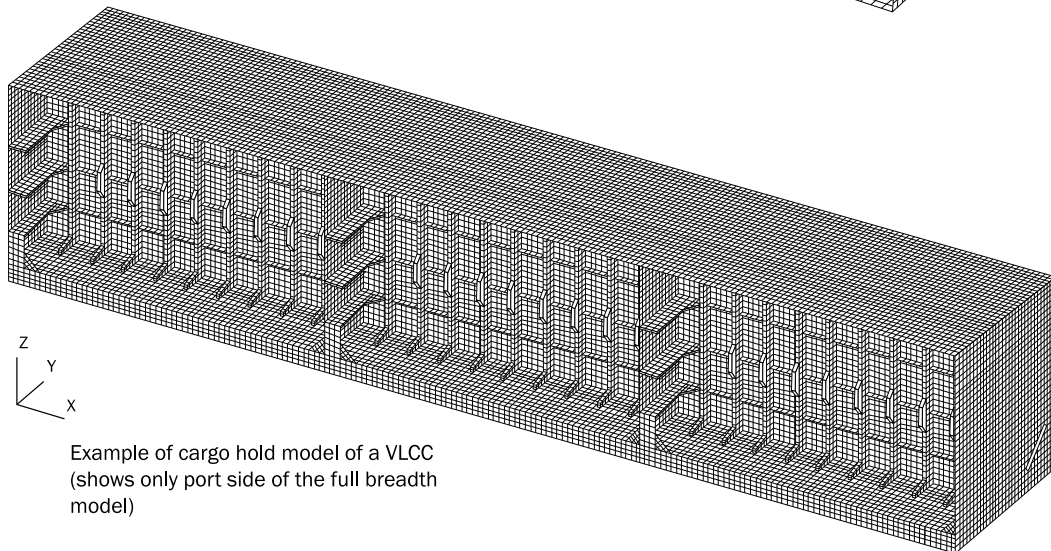 Z
Y
X
Example of cargo hold model of a VLCC
(shows only port side of the full breadth
model)